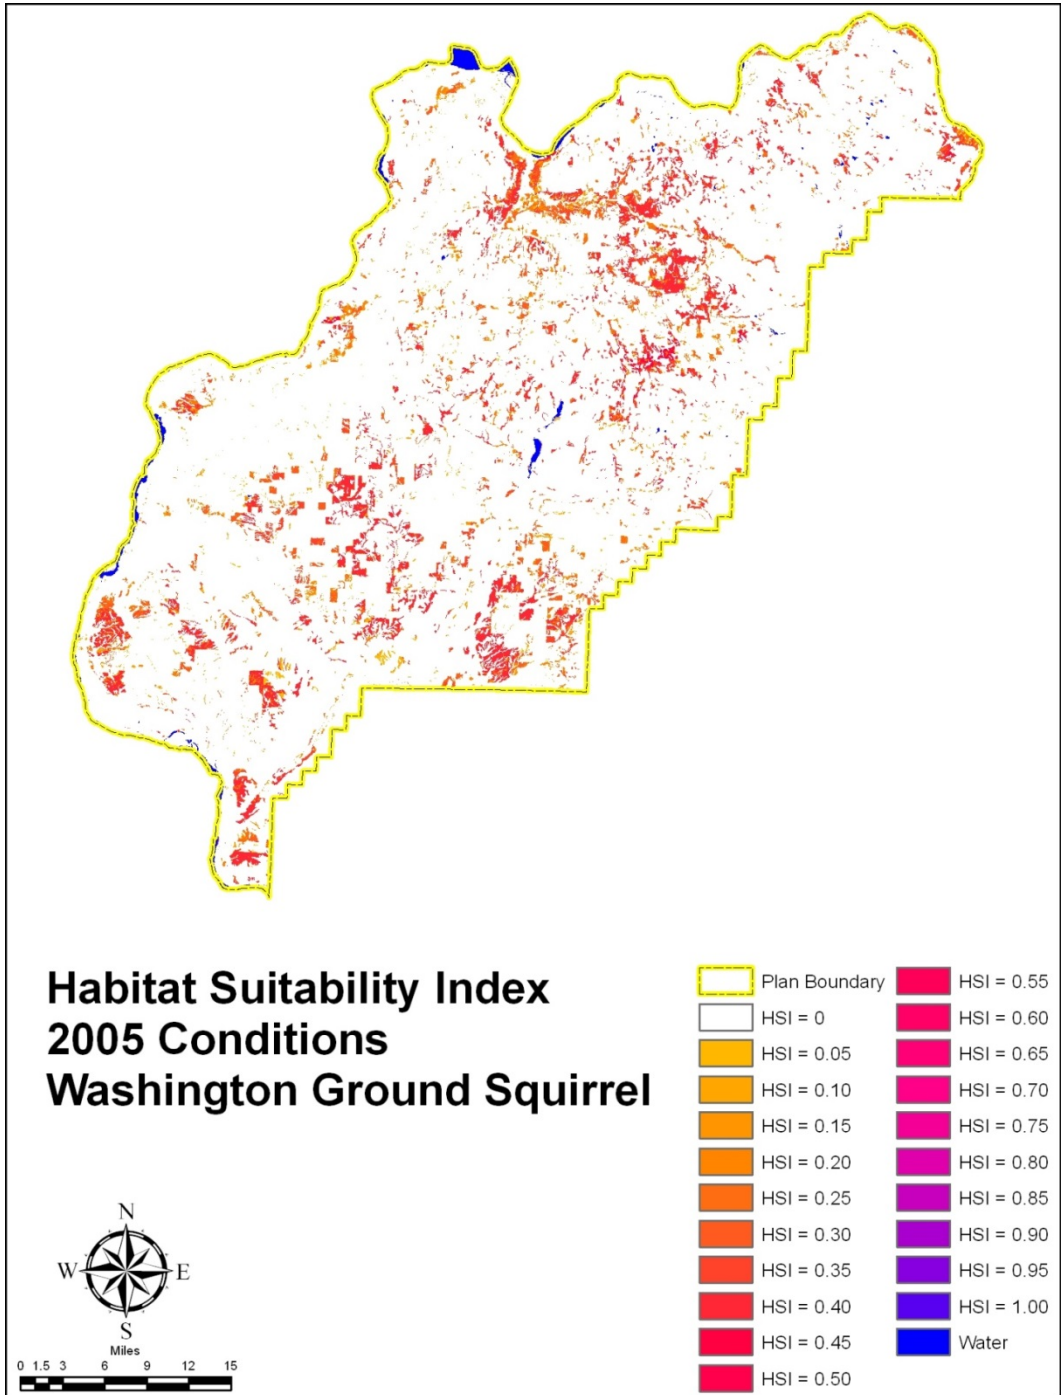 Habitat Suitability Index
2005 Conditions
Washington Ground Squirrel
N
W E
S
Miles
0 1.5 3 6 9 12 15
Plan Boundary
HSI = 0
HSI = 0.05
HSI = 0.10
HSI = 0.15
HSI = 0.20
HSI = 0.25
HSI = 0.30
HSI = 0.35
HSI = 0.40
HSI = 0.45
HSI = 0.50
HSI = 0.55
HSI = 0.60
HSI = 0.65
HSI = 0.70
HSI = 0.75
HSI = 0.80
HSI = 0.85
HSI = 0.90
HSI = 0.95
HSI = 1.00
Water